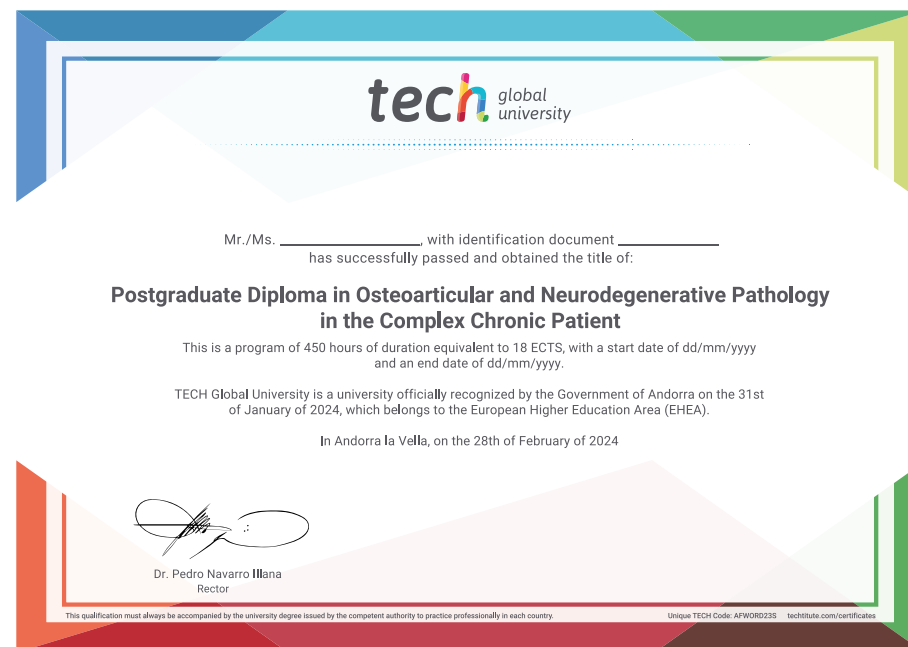 tech global university
Mr./Ms. ____________, with identification document ____________
has successfully passed and obtained the title of:
Postgraduate Diploma in Osteoarticular and Neurodegenerative Pathology
in the Complex Chronic Patient
This is a program of 450 hours of duration equivalent to 18 ECTS, with a start date of dd/mm/yyyy
and an end date of dd/mm/yyyy.
TECH Global University is a university officially recognized by the Government of Andorra on the 31st
of January of 2024, which belongs to the European Higher Education Area (EHEA).
In Andorra la Vella, on the 28th of February of 2024
Dr. Pedro Navarro Illana
Rector
This qualification must always be accompanied by the university degree issued by the competent authority to practice professionally in each country.
Unique TECH Code: AFWORD23S techtitute.com/certificates